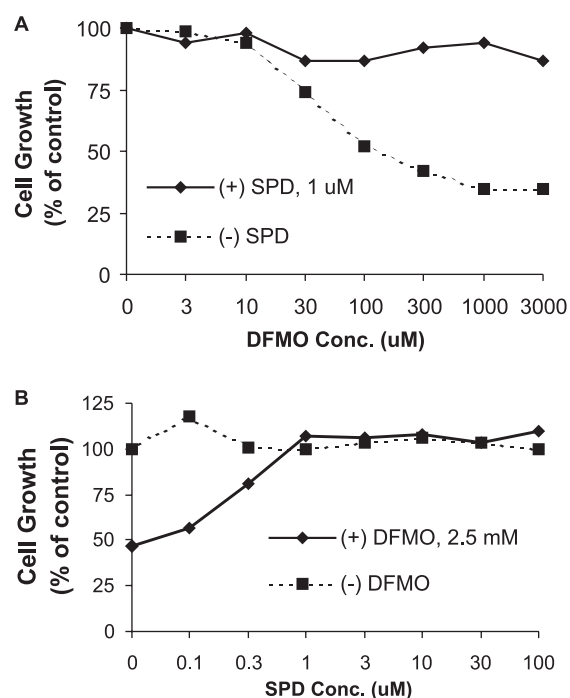 A
Cell Growth
(% of control)
100
75
50
25
0
(+) SPD, 1 uM
(-) SPD
0 3 10 30 100 300 1000 3000
DFMO Conc. (uM)
B
Cell Growth
(% of control)
125
100
75
50
25
0
(+) DFMO, 2.5 mM
(-) DFMO
0 0.1 0.3 1 3 10 30 100
SPD Conc. (uM)